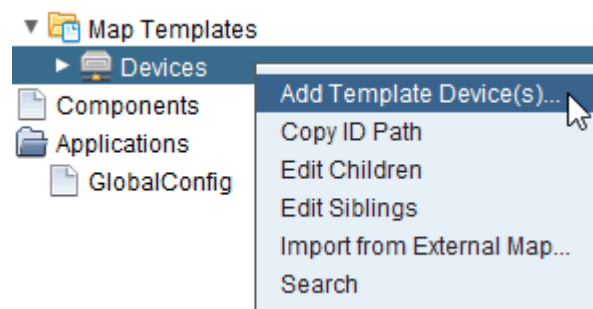 Map Templates
Devices
Components
Applications
GlobalConfig
Add Template Device(s)...
Copy ID Path
Edit Children
Edit Siblings
Import from External Map...
Search